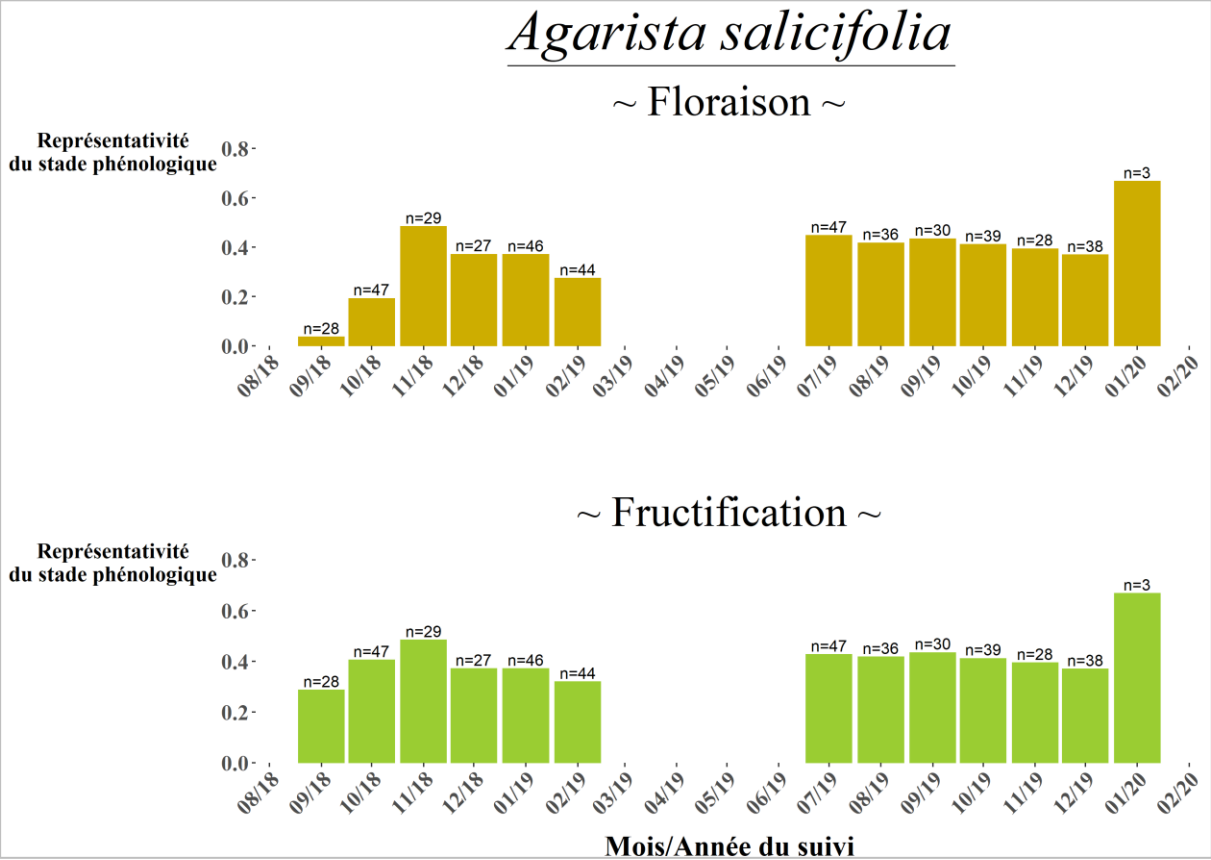 Agarista salicifolia
~ Floraison ~
Représentativité
du stade phénologique
0.8
0.6
0.4
0.2
0.0
n=28
n=47
n=29
n=27
n=46
n=44
n=47
n=36
n=30
n=39
n=28
n=38
n=3
08/18
09/18
10/18
11/18
12/18
01/19
02/19
03/19
04/19
05/19
06/19
07/19
08/19
09/19
10/19
11/19
12/19
01/20
02/20
~ Fructification ~
Représentativité
du stade phénologique
0.8
0.6
0.4
0.2
0.0
n=28
n=47
n=29
n=27
n=46
n=44
n=47
n=36
n=30
n=39
n=28
n=38
n=3
08/18
09/18
10/18
11/18
12/18
01/19
02/19
03/19
04/19
05/19
06/19
07/19
08/19
09/19
10/19
11/19
12/19
01/20
02/20
Mois/Année du suivi